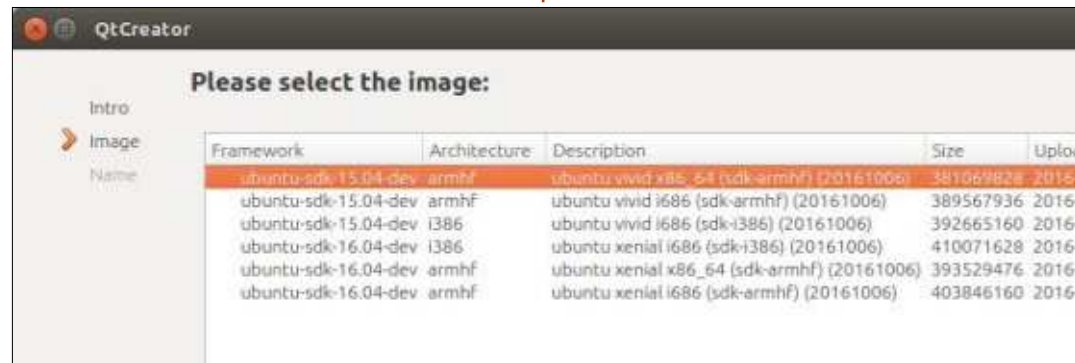 QtCreator
Please select the image:
Intro
Image
Name
Framework Architecture Description Size Uploa
ubuntu-sdk-15.04-dev armhf ubuntu vivid x86_64 (sdk-armhf) (20161006) 381069828 2016
ubuntu-sdk-15.04-dev armhf ubuntu vivid i686 (sdk-armhf) (20161006) 389567936 2016
ubuntu-sdk-15.04-dev i386 ubuntu vivid i686 (sdk-i386) (20161006) 392665160 2016
ubuntu-sdk-16.04-dev i386 ubuntu xenial i686 (sdk-i386) (20161006) 410071628 2016
ubuntu-sdk-16.04-dev armhf ubuntu xenial x86_64 (sdk-armhf) (20161006) 393529476 2016
ubuntu-sdk-16.04-dev armhf ubuntu xenial i686 (sdk-armhf) (20161006) 403846160 2016